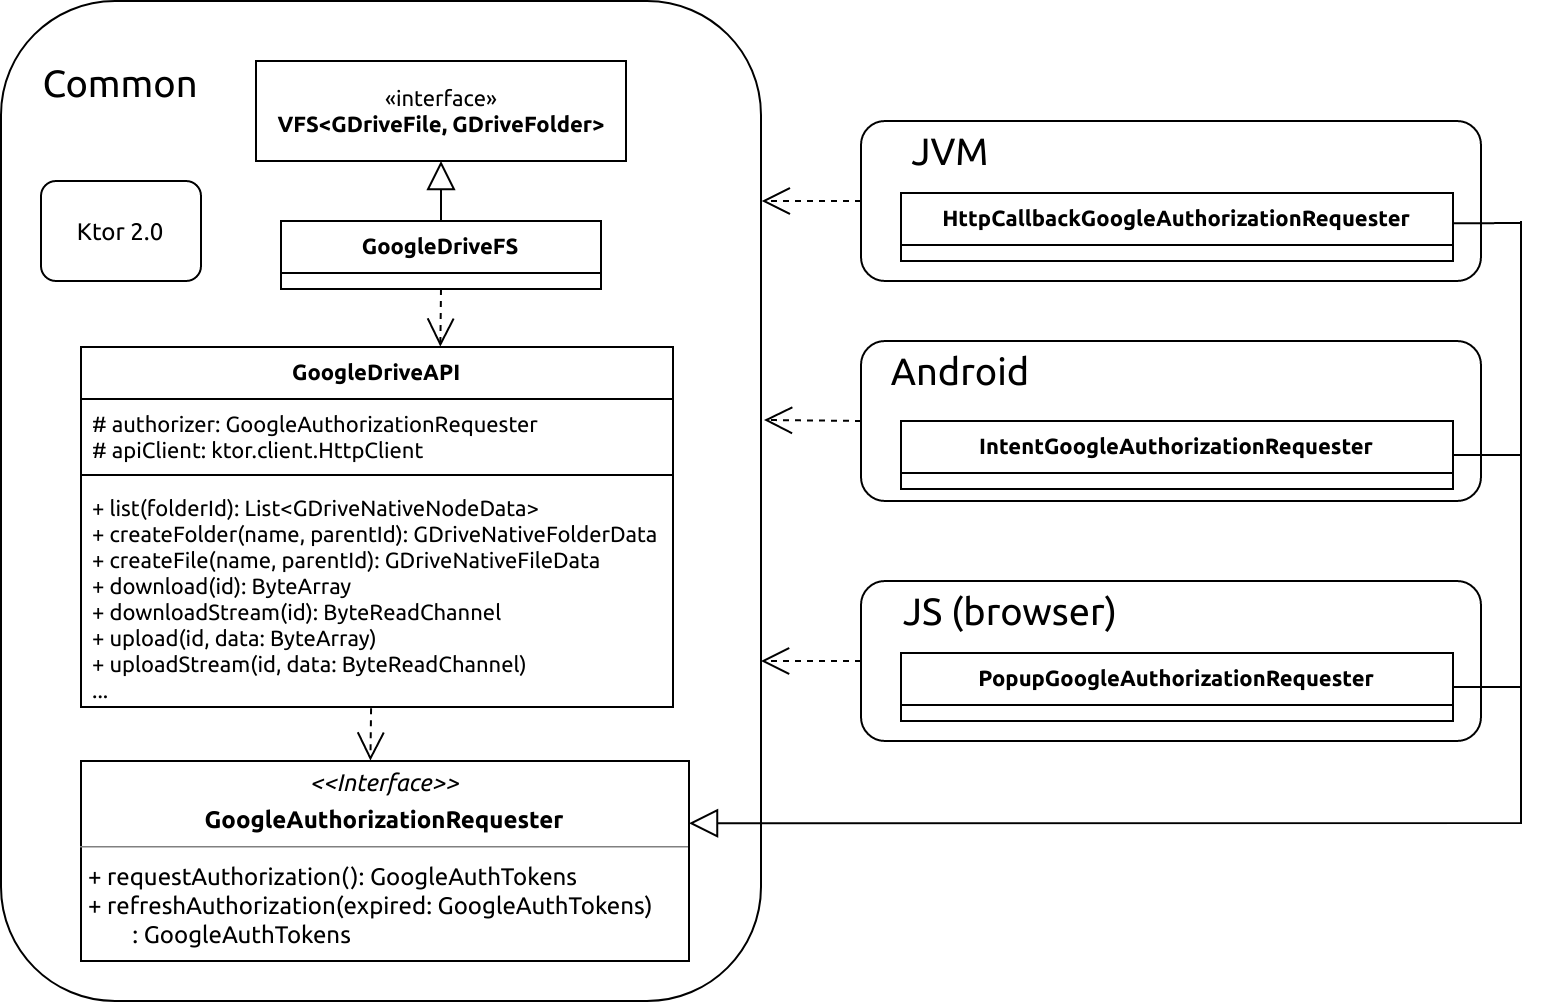 Common
«interface»
VFS<GDriveFile, GDriveFolder>
Ktor 2.0
GoogleDriveFS
GoogleDriveAPI
# authorizer: GoogleAuthorizationRequester
# apiClient: ktor.client.HttpClient
+ list(folderId): List<GDriveNativeNodeData>
+ createFolder(name, parentId): GDriveNativeFolderData
+ createFile(name, parentId): GDriveNativeFileData
+ download(id): ByteArray
+ downloadStream(id): ByteReadChannel
+ upload(id, data: ByteArray)
+ uploadStream(id, data: ByteReadChannel)
...
<<Interface>>
GoogleAuthorizationRequester
+ requestAuthorization(): GoogleAuthTokens
+ refreshAuthorization(expired: GoogleAuthTokens)
: GoogleAuthTokens
JVM
HttpCallbackGoogleAuthorizationRequester
Android
IntentGoogleAuthorizationRequester
JS (browser)
PopupGoogleAuthorizationRequester